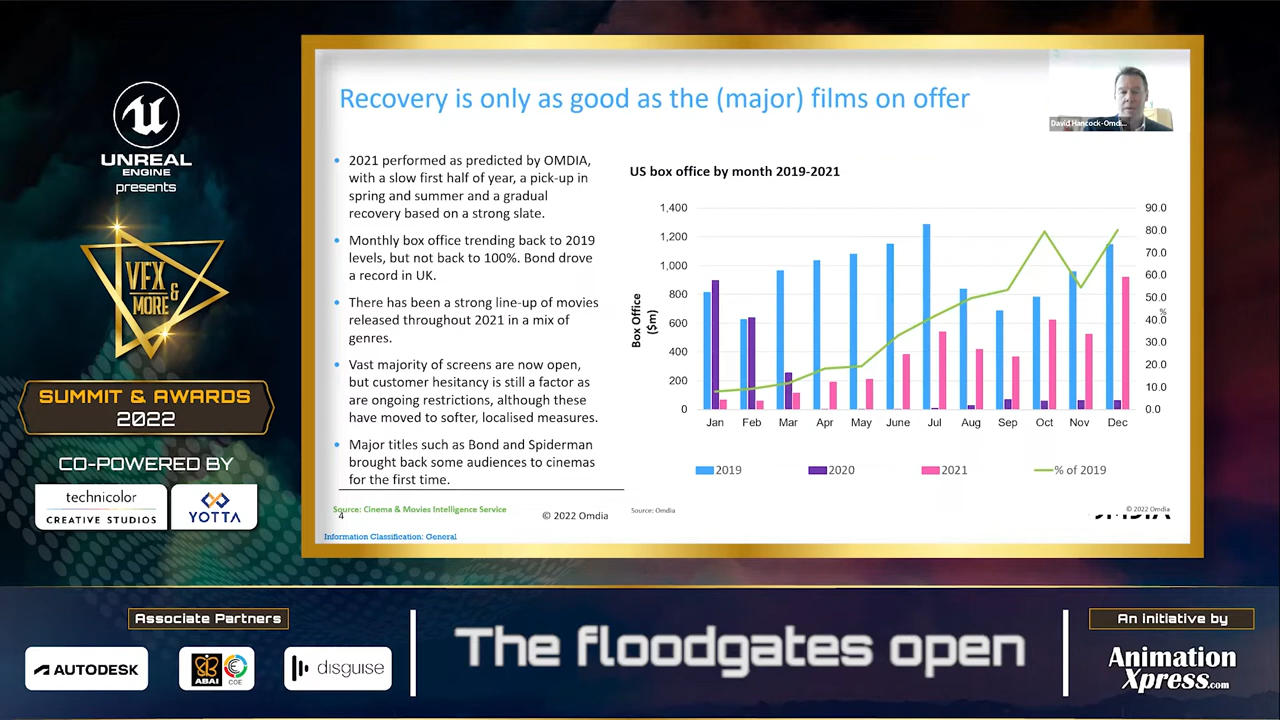 UNREAL
ENGINE
presents
VFX
&
MORE
SUMMIT & AWARDS
2022
CO-POWERED BY
technicolor
CREATIVE STUDIOS
YOTTA
Recovery is only as good as the (major) films on offer
David Hancock-Omdi...
• 2021 performed as predicted by OMDIA,
with a slow first half of year, a pick-up in
spring and summer and a gradual
recovery based on a strong slate.
• Monthly box office trending back to 2019
levels, but not back to 100%. Bond drove
a record in UK.
• There has been a strong line-up of movies
released throughout 2021 in a mix of
genres.
• Vast majority of screens are now open,
but customer hesitancy is still a factor as
are ongoing restrictions, although these
have moved to softer, localised measures.
• Major titles such as Bond and Spiderman
brought back some audiences to cinemas
for the first time.
Source: Cinema & Movies Intelligence Service
4
© 2022 Omdia
Information Classification: General
US box office by month 2019-2021
Box Office
($m)
1,400
1,200
1,000
800
600
400
200
0
90.0
80.0
70.0
60.0
50.0
%
40.0
30.0
20.0
10.0
0.0
Jan Feb Mar Apr May June Jul Aug Sep Oct Nov Dec
2019 2020 2021 % of 2019
Source: Omdia
© 2022 Omdia
Associate Partners
AUTODESK
ABAI
COE
disguise
The floodgates open
An Initiative by
Animation
Xpress.com